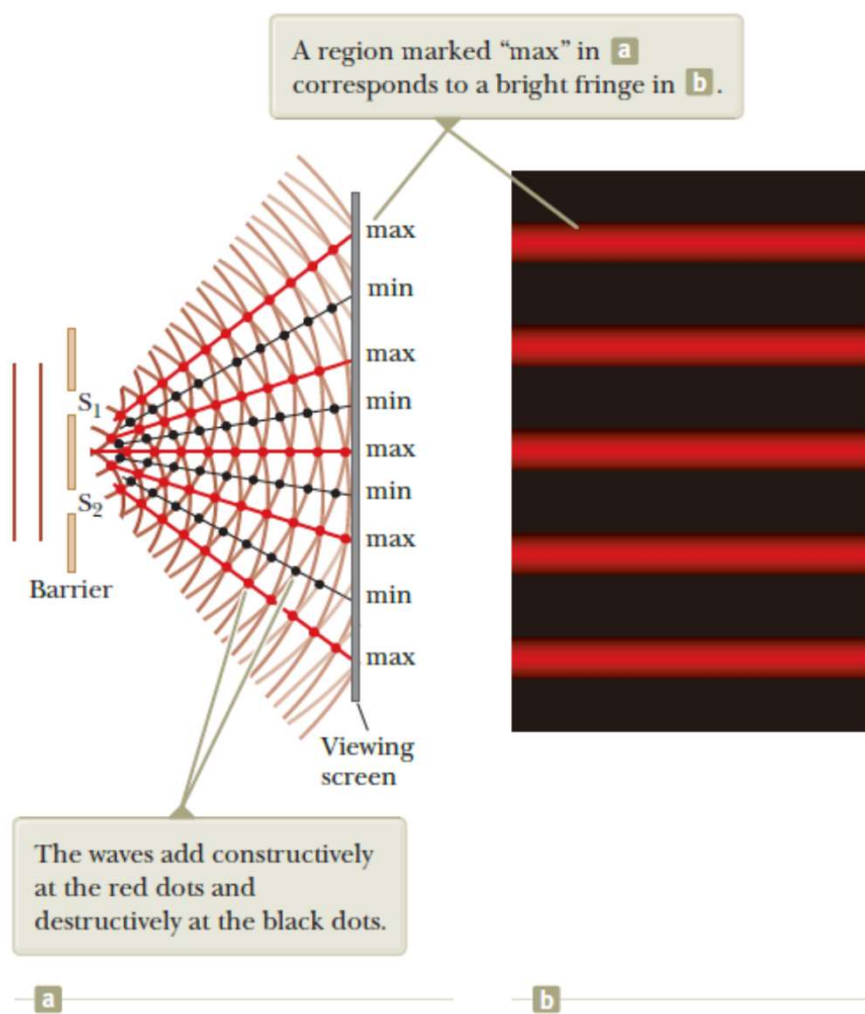 A region marked “max” in a
corresponds to a bright fringe in b.
max
min
max
min
S1
max
min
S2
max
Barrier
min
max
Viewing
screen
The waves add constructively
at the red dots and
destructively at the black dots.
a
b